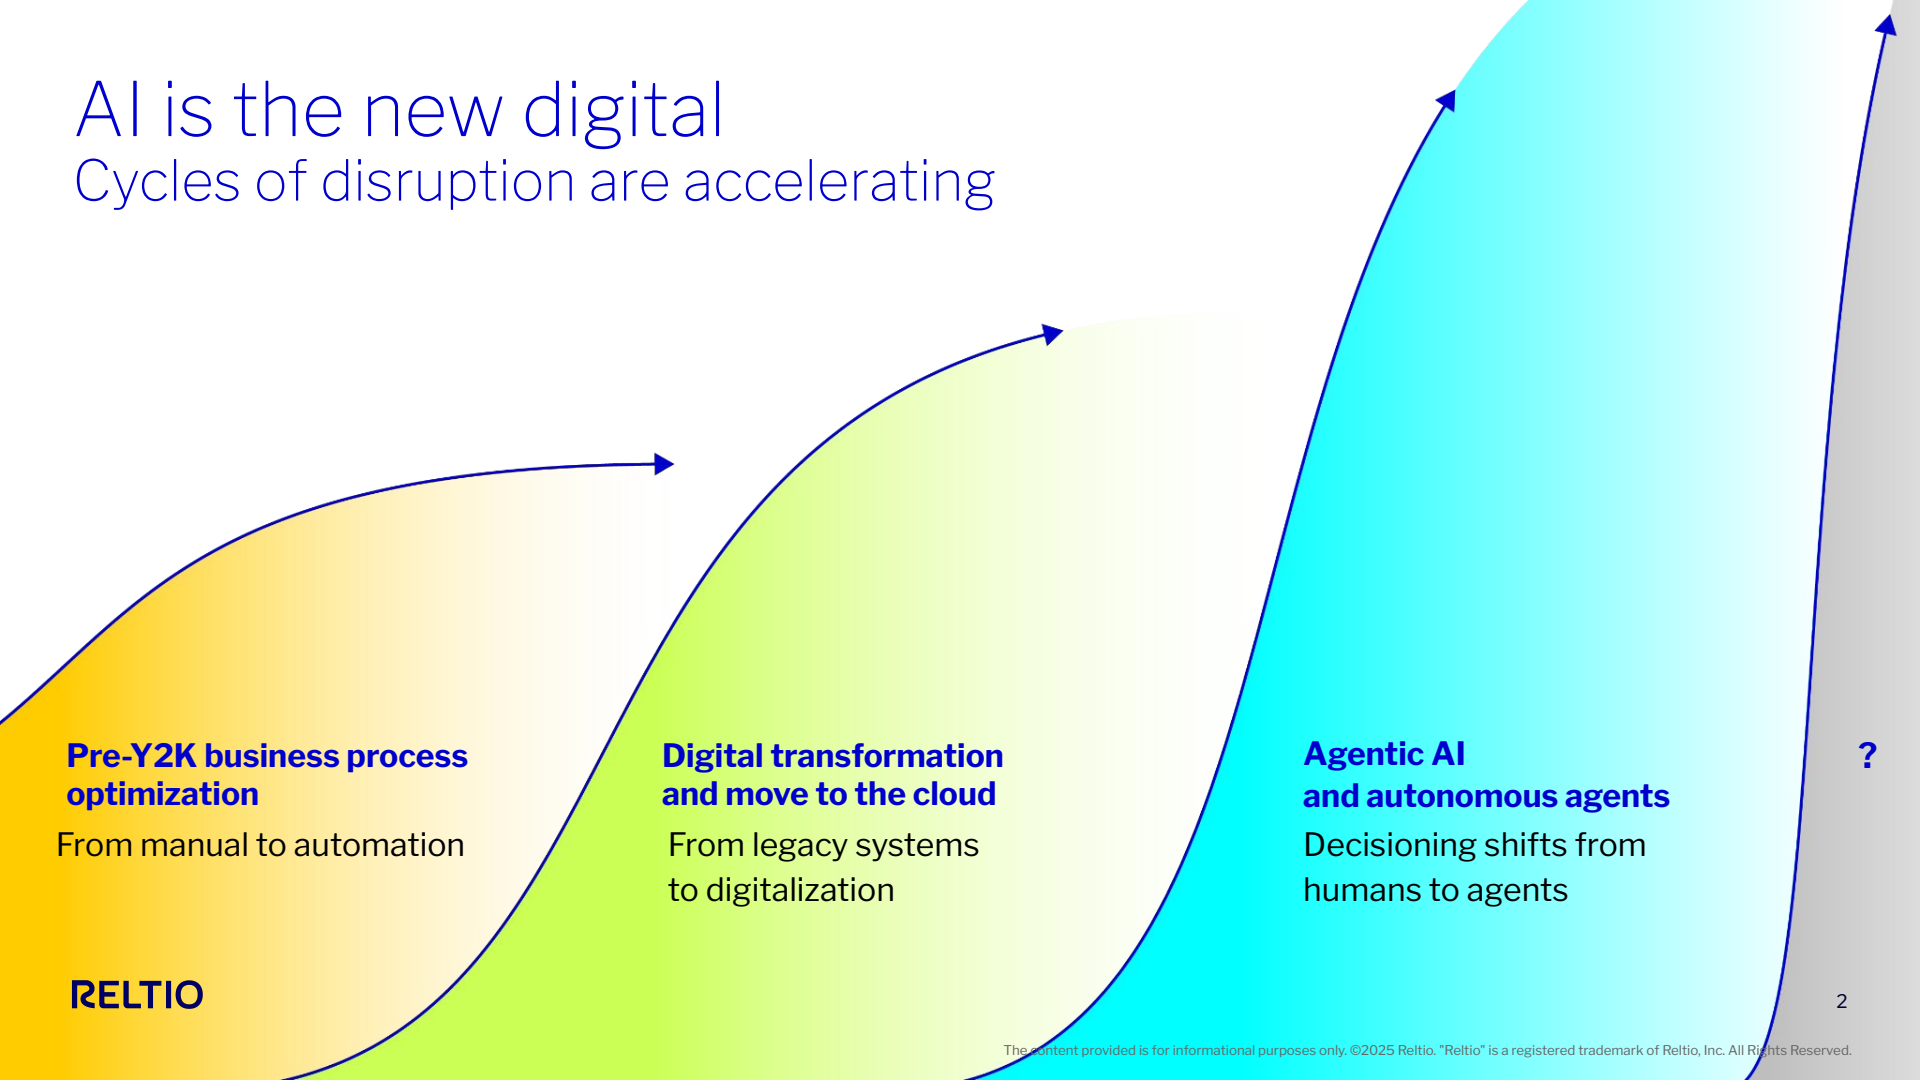 AI is the new digital
Cycles of disruption are accelerating
Pre-Y2K business process
optimization
From manual to automation
Digital transformation
and move to the cloud
From legacy systems
to digitalization
Agentic AI
and autonomous agents
Decisioning shifts from
humans to agents
?
RELTIO
2
The content provided is for informational purposes only. ©2025 Reltio. "Reltio" is a registered trademark of Reltio, Inc. All Rights Reserved.